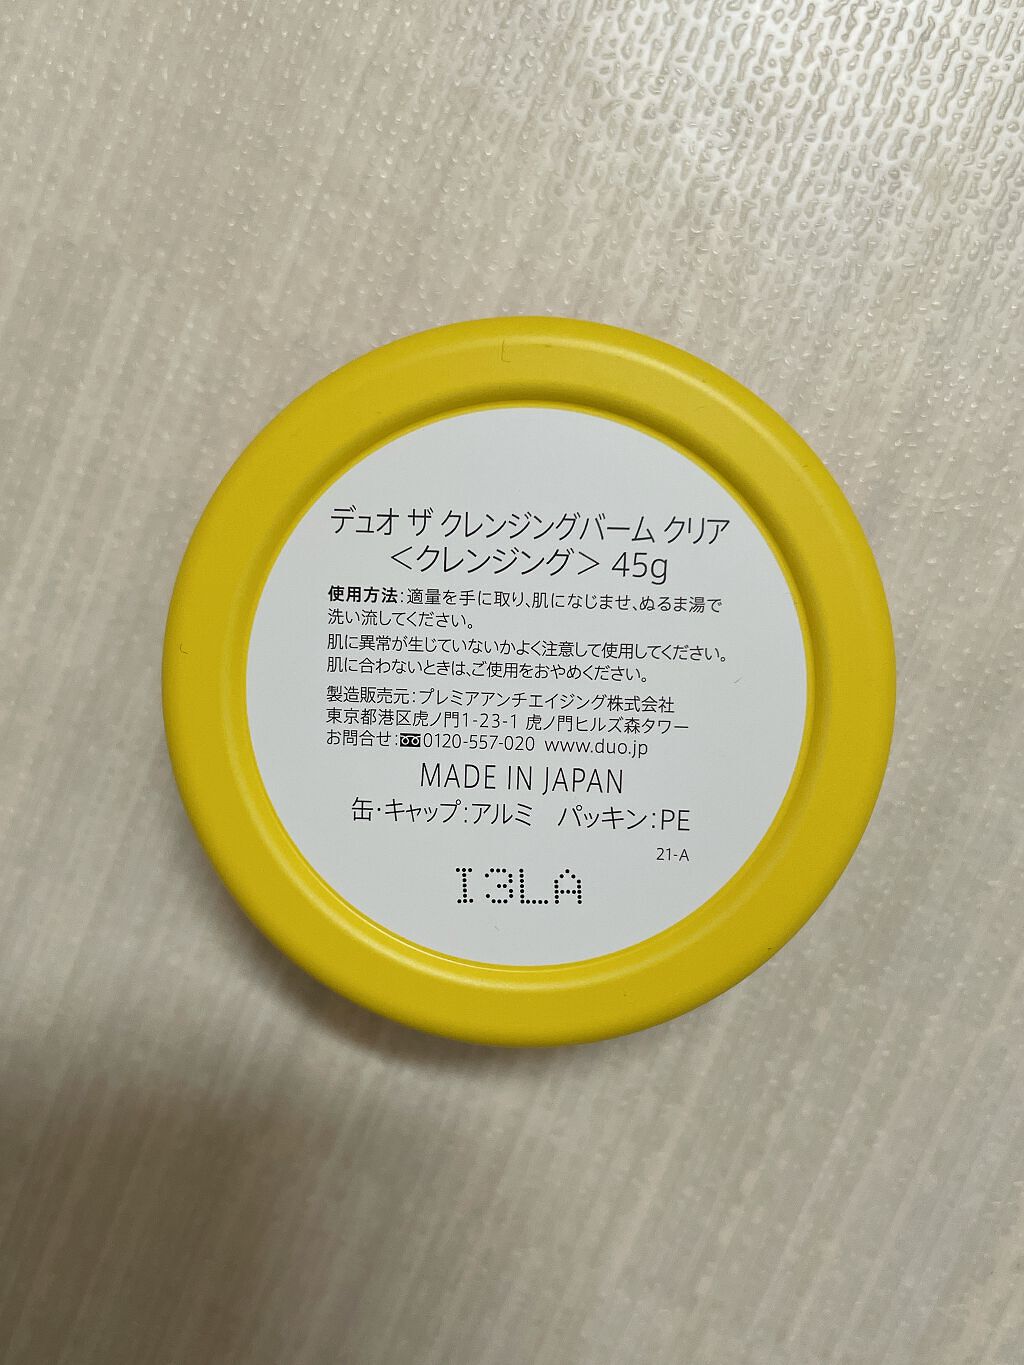 デュオ ザ クレンジングバーム クリア
＜クレンジング＞ 45g
使用方法:適量を手に取り、肌になじませ、ぬるま湯で
洗い流してください。
肌に異常が生じていないかよく注意して使用してください。
肌に合わないときは、ご使用をおやめください。
製造販売元:プレミアアンチエイジング株式会社
東京都港区虎ノ門1-23-1 虎ノ門ヒルズ森タワー
お問合せ:0120-557-020 www.duo.jp
MADE IN JAPAN
缶・キャップ:アルミ パッキン:PE
21-A
I3LA